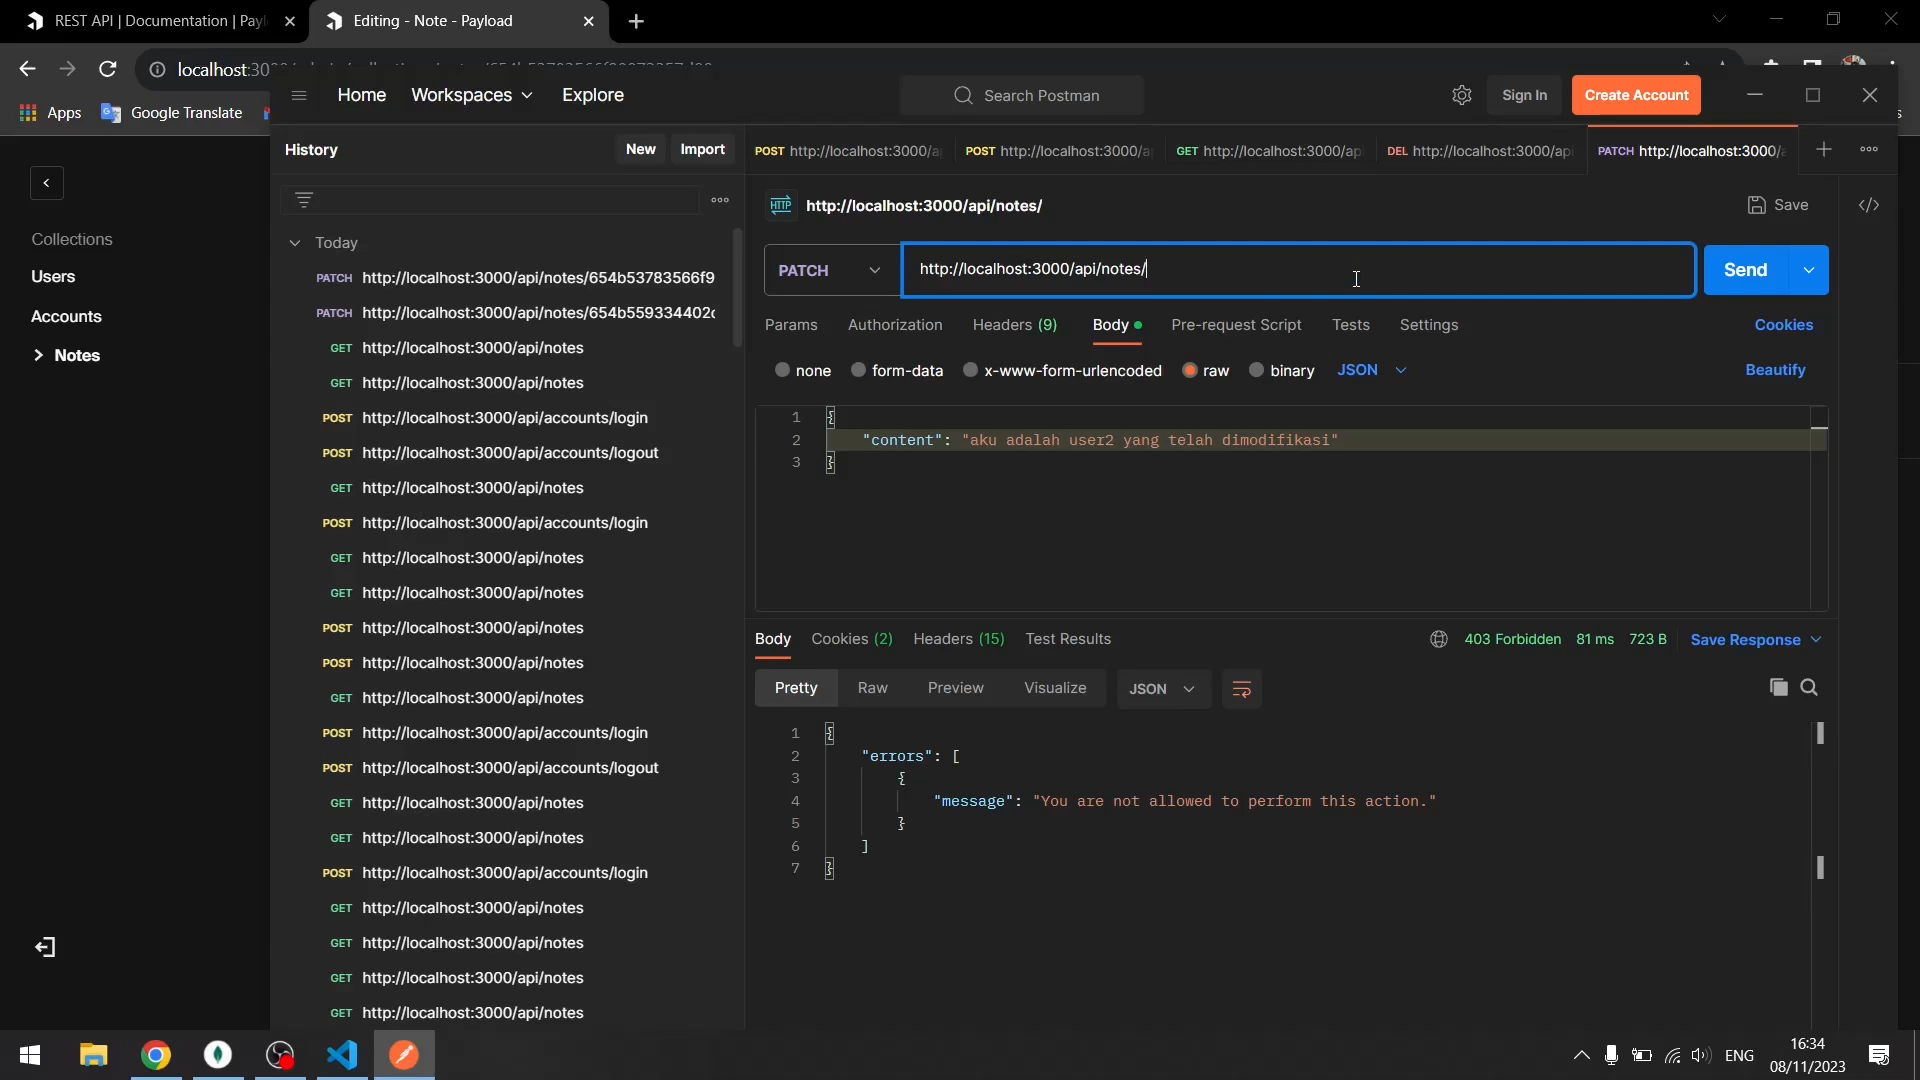 REST API | Documentation | Payl
Editing - Note - Payload
localhost:30
Apps
Google Translate
Home
Workspaces
Explore
Search Postman
Sign In
Create Account
History
New
Import
POST http://localhost:3000/a
POST http://localhost:3000/a
GET http://localhost:3000/api
DEL http://localhost:3000/api
PATCH http://localhost:3000/a
HTTP http://localhost:3000/api/notes/
Save
Collections
Users
Accounts
Notes
Today
PATCH http://localhost:3000/api/notes/654b53783566f9
PATCH http://localhost:3000/api/notes/654b559334402c
GET http://localhost:3000/api/notes
GET http://localhost:3000/api/notes
POST http://localhost:3000/api/accounts/login
POST http://localhost:3000/api/accounts/logout
GET http://localhost:3000/api/notes
POST http://localhost:3000/api/accounts/login
GET http://localhost:3000/api/notes
GET http://localhost:3000/api/notes
POST http://localhost:3000/api/notes
POST http://localhost:3000/api/notes
GET http://localhost:3000/api/notes
POST http://localhost:3000/api/accounts/login
POST http://localhost:3000/api/accounts/logout
GET http://localhost:3000/api/notes
GET http://localhost:3000/api/notes
POST http://localhost:3000/api/accounts/login
GET http://localhost:3000/api/notes
GET http://localhost:3000/api/notes
GET http://localhost:3000/api/notes
GET http://localhost:3000/api/notes
PATCH
http://localhost:3000/api/notes/
Send
Params
Authorization
Headers (9)
Body
Pre-request Script
Tests
Settings
Cookies
none
form-data
x-www-form-urlencoded
raw
binary
JSON
Beautify
1 {
2 "content": "aku adalah user2 yang telah dimodifikasi"
3 }
Body
Cookies (2)
Headers (15)
Test Results
403 Forbidden
81 ms
723 B
Save Response
Pretty
Raw
Preview
Visualize
JSON
1 {
2 "errors": [
3 {
4 "message": "You are not allowed to perform this action."
5 }
6 ]
7 }
ENG
16:34
08/11/2023